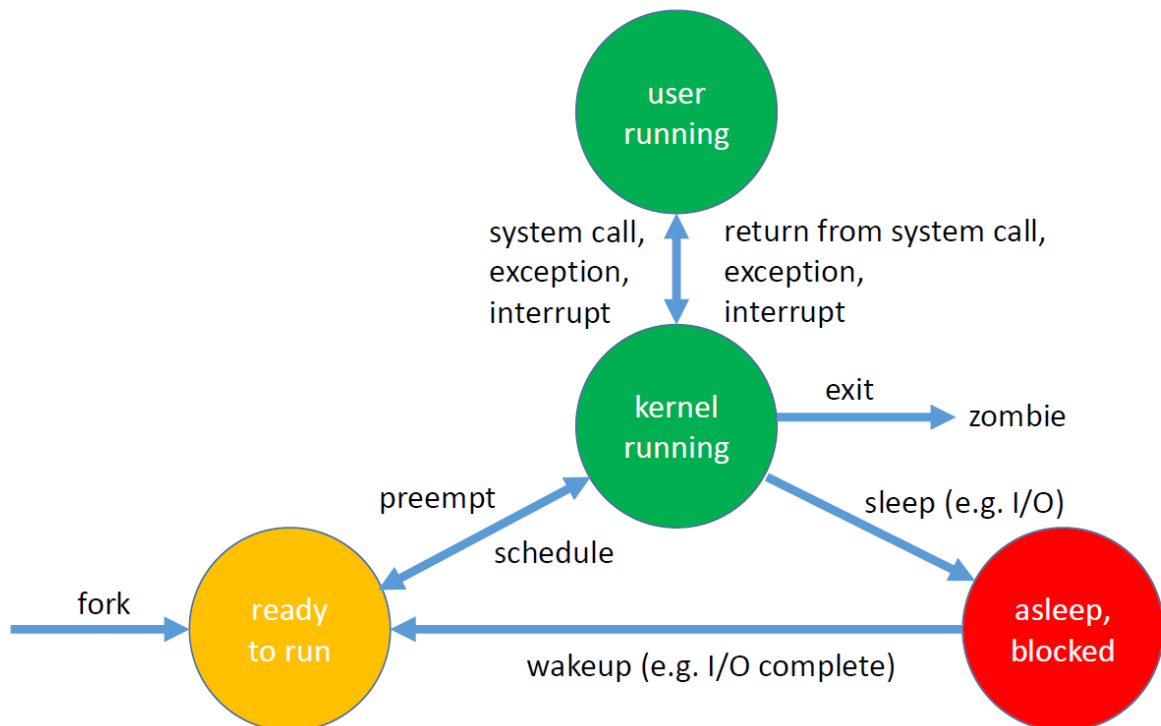 user
running
system call,
exception,
interrupt
return from system call,
exception,
interrupt
kernel
running
exit
zombie
preempt
schedule
sleep (e.g. I/O)
fork
ready
to run
wakeup (e.g. I/O complete)
asleep,
blocked